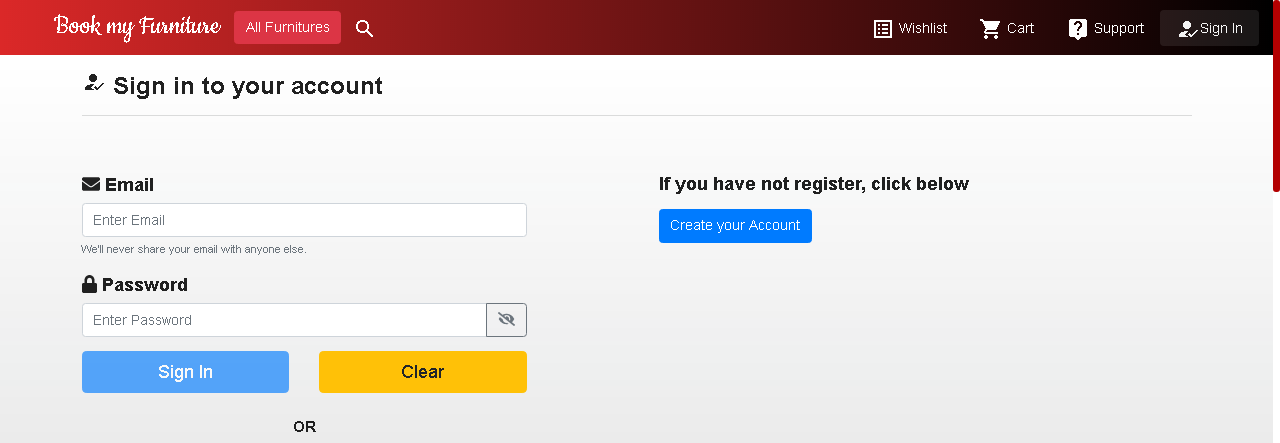 Book my Furniture All Furnitures Wishlist Cart Support Sign In
Sign in to your account
Email
Enter Email
We'll never share your email with anyone else.
Password
Enter Password
Sign In Clear
OR
If you have not register, click below
Create your Account